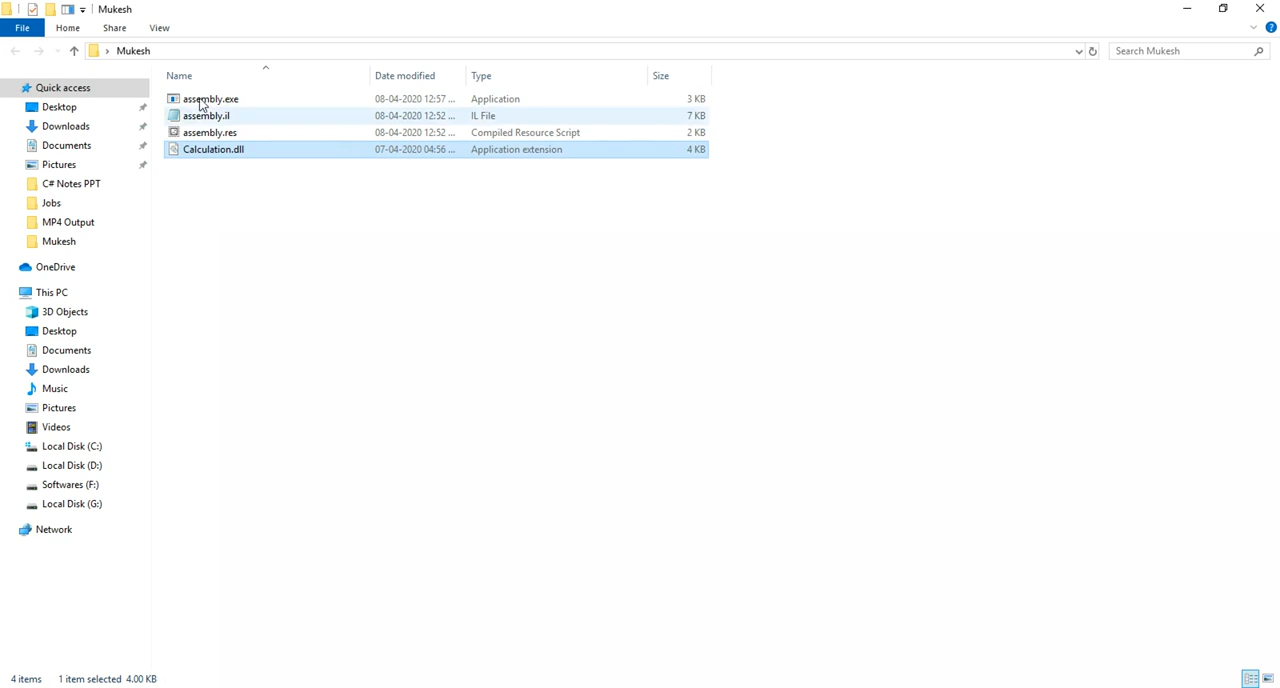 Mukesh
File Home Share View
Mukesh Search Mukesh
Name Date modified Type Size
assembly.exe 08-04-2020 12:57 ... Application 3 KB
assembly.il 08-04-2020 12:52 ... IL File 7 KB
assembly.res 08-04-2020 12:52 ... Compiled Resource Script 2 KB
Calculation.dll 07-04-2020 04:56 ... Application extension 4 KB
Quick access
Desktop
Downloads
Documents
Pictures
C# Notes PPT
Jobs
MP4 Output
Mukesh
OneDrive
This PC
3D Objects
Desktop
Documents
Downloads
Music
Pictures
Videos
Local Disk (C:)
Local Disk (D:)
Softwares (F:)
Local Disk (G:)
Network
4 items 1 item selected 4.00 KB